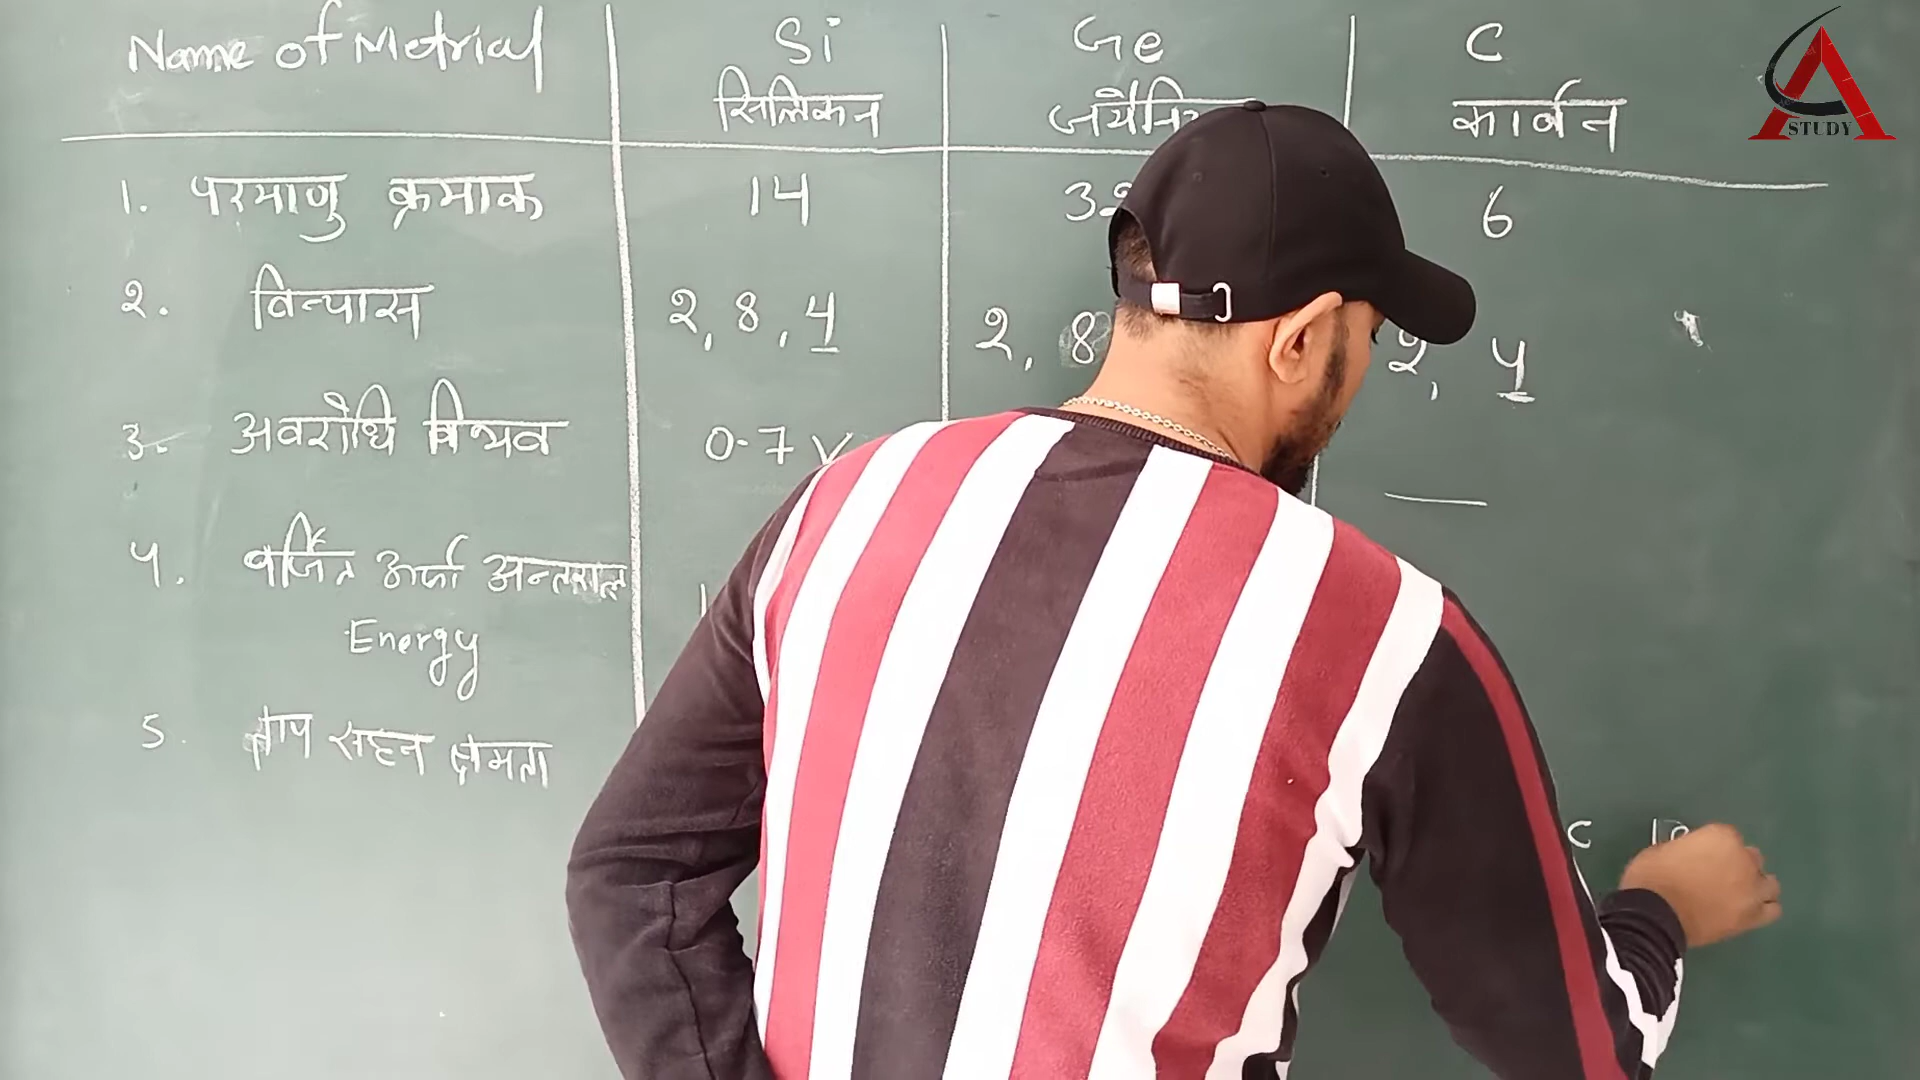 Name of Metrial Si Ge C
सिलिकन कार्बन
1. परमाणु क्रमाक 14 6
2. विन्यास 2, 8, 4 2, 8 2, 4
3. अवरोधि विभव 0.7 V —
4. वर्जित ऊर्जा अन्तराल
Energy
5. ताप सहन क्षमता
C
A
STUDY